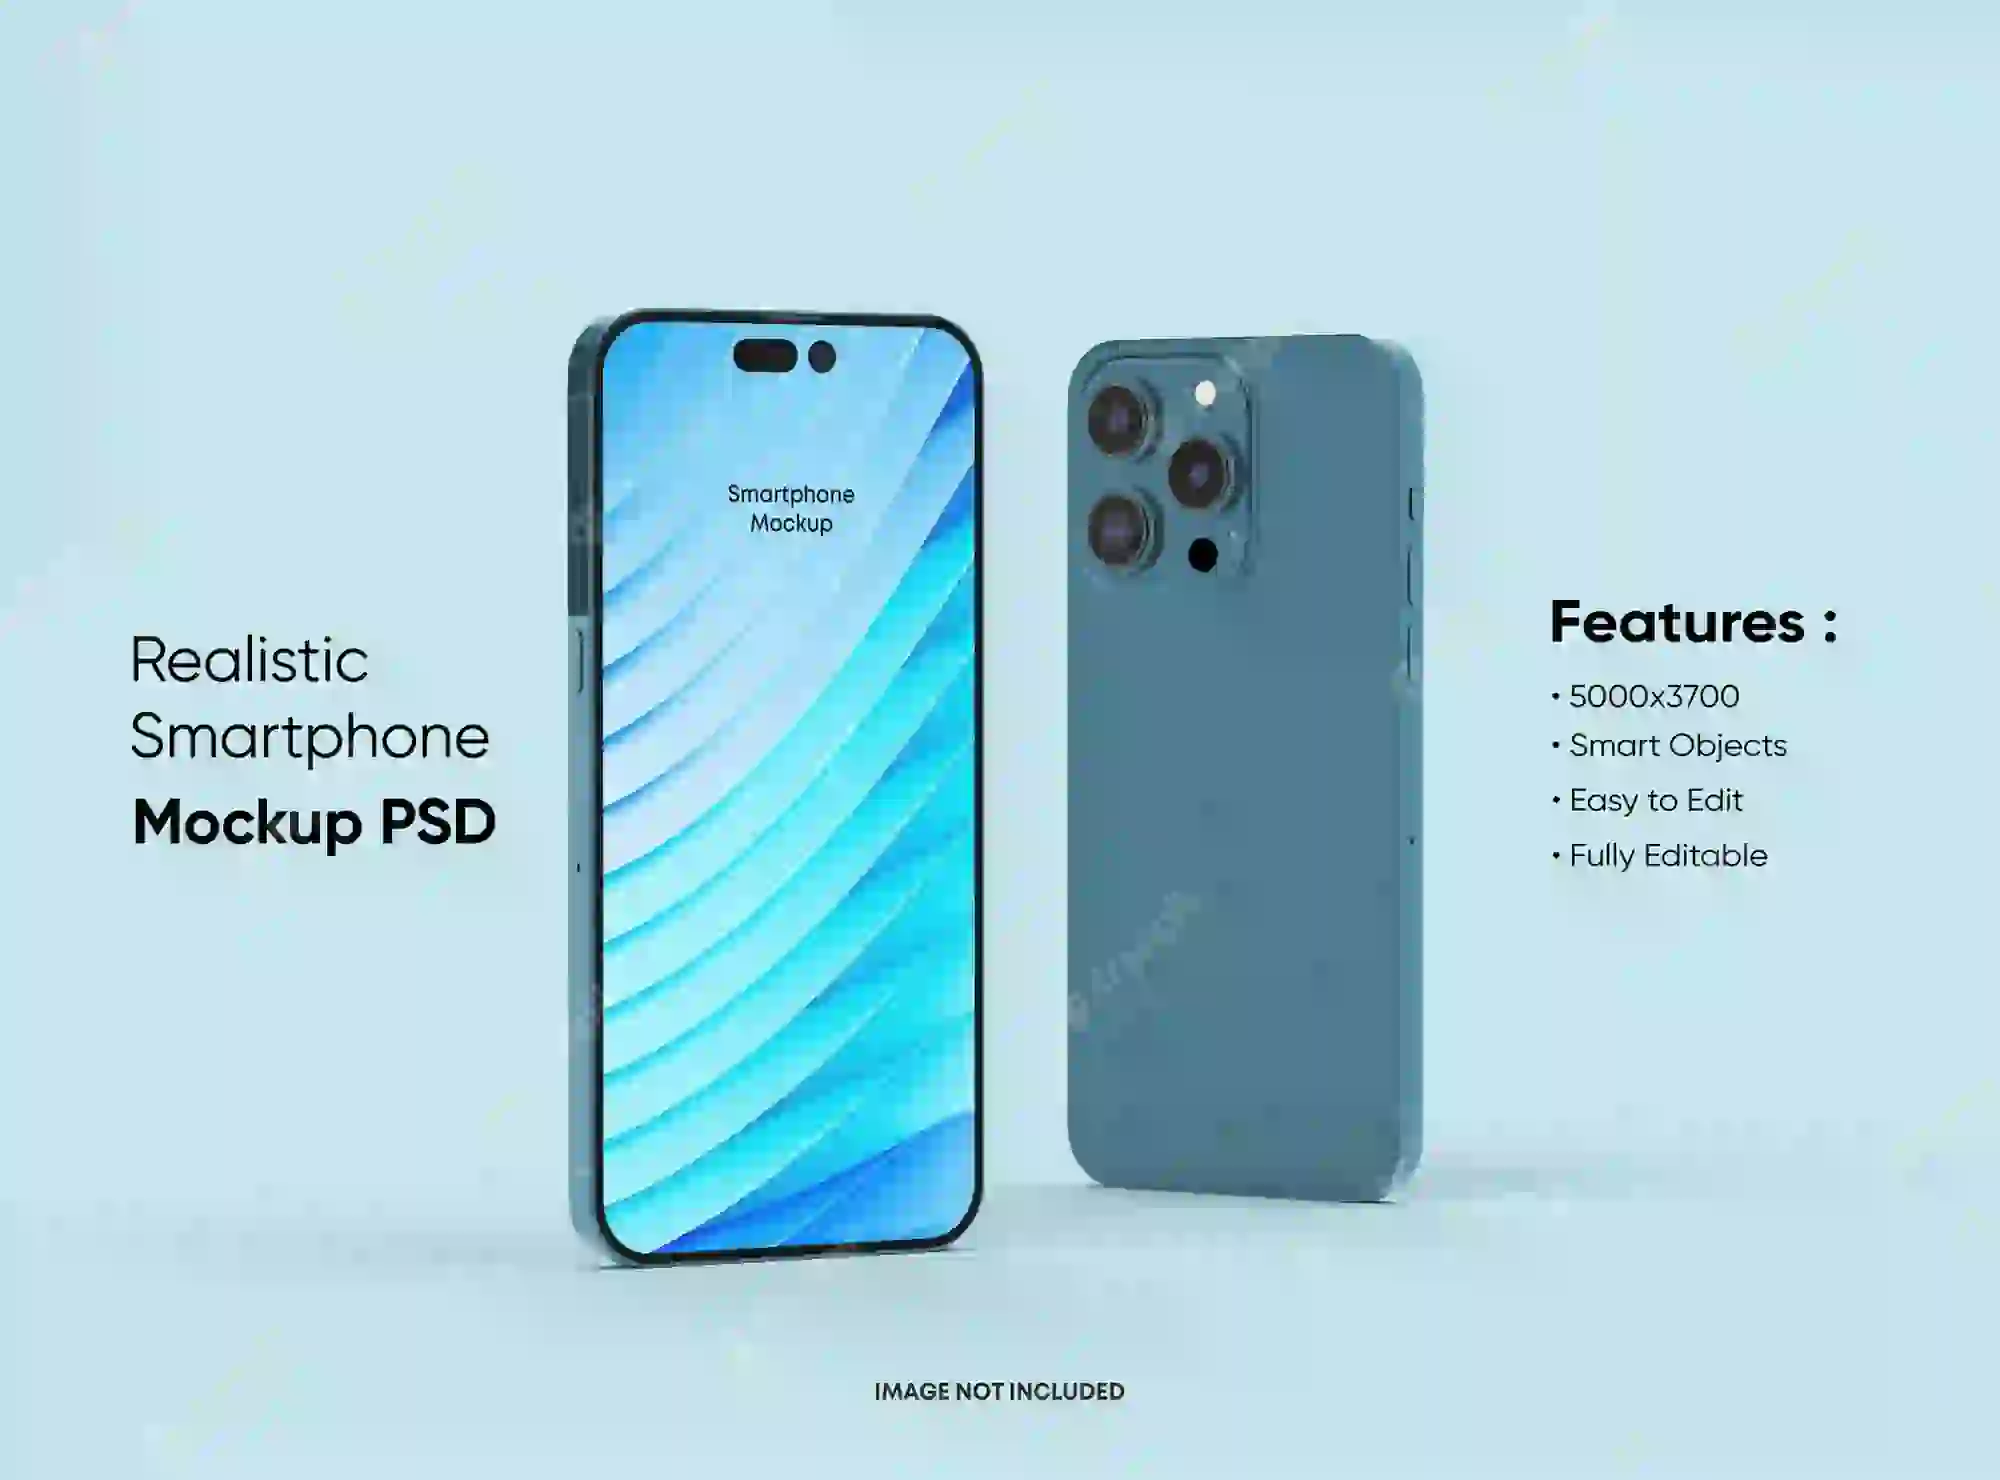 Realistic
Smartphone
Mockup PSD
Smartphone
Mockup
Features :
• 5000x3700
• Smart Objects
• Easy to Edit
• Fully Editable
IMAGE NOT INCLUDED